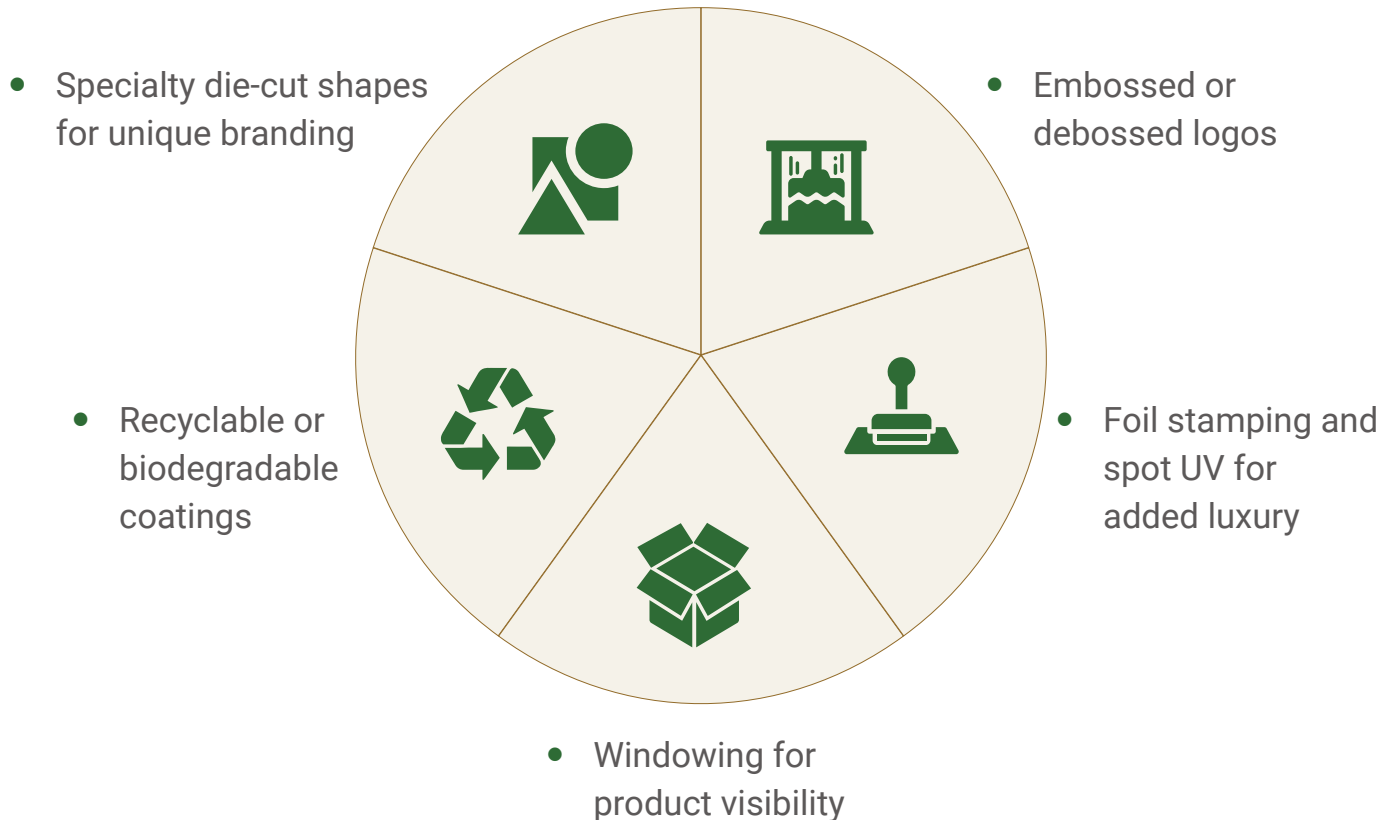 Specialty die-cut shapes
for unique branding
Embossed or
debossed logos
Recyclable or
biodegradable
coatings
Foil stamping and
spot UV for
added luxury
Windowing for
product visibility